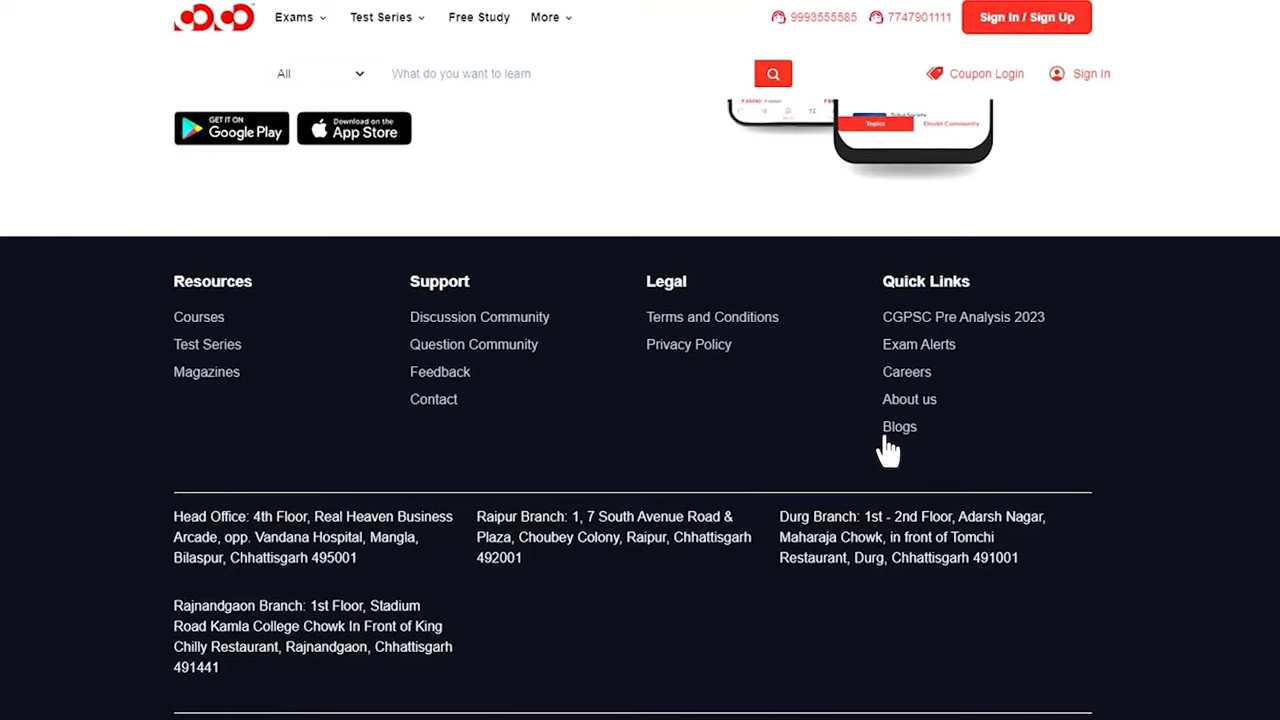 Exams
Test Series
Free Study
More
9993555585
7747901111
Sign In / Sign Up
All
What do you want to learn
Coupon Login
Sign In
GET IT ON
Google Play
Download on the
App Store
Topics
Doubt Community
Resources
Courses
Test Series
Magazines
Support
Discussion Community
Question Community
Feedback
Contact
Legal
Terms and Conditions
Privacy Policy
Quick Links
CGPSC Pre Analysis 2023
Exam Alerts
Careers
About us
Blogs
Head Office: 4th Floor, Real Heaven Business
Arcade, opp. Vandana Hospital, Mangla,
Bilaspur, Chhattisgarh 495001
Raipur Branch: 1, 7 South Avenue Road &
Plaza, Choubey Colony, Raipur, Chhattisgarh
492001
Durg Branch: 1st - 2nd Floor, Adarsh Nagar,
Maharaja Chowk, in front of Tomchi
Restaurant, Durg, Chhattisgarh 491001
Rajnandgaon Branch: 1st Floor, Stadium
Road Kamla College Chowk In Front of King
Chilly Restaurant, Rajnandgaon, Chhattisgarh
491441